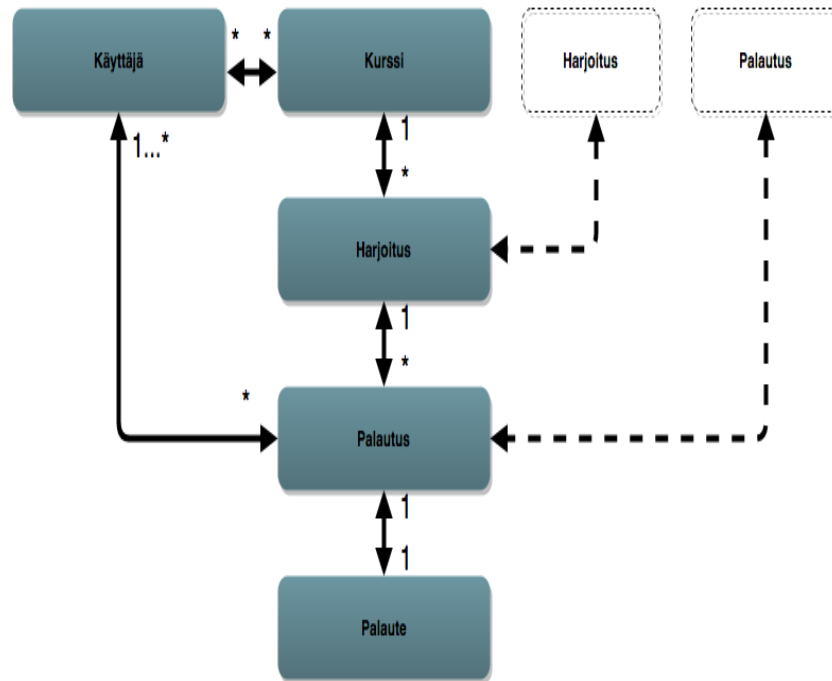 Käyttäjä
* *
Kurssi
Harjoitus
Palautus
1...*
1
*
Harjoitus
1
*
*
Palautus
1
1
Palaute